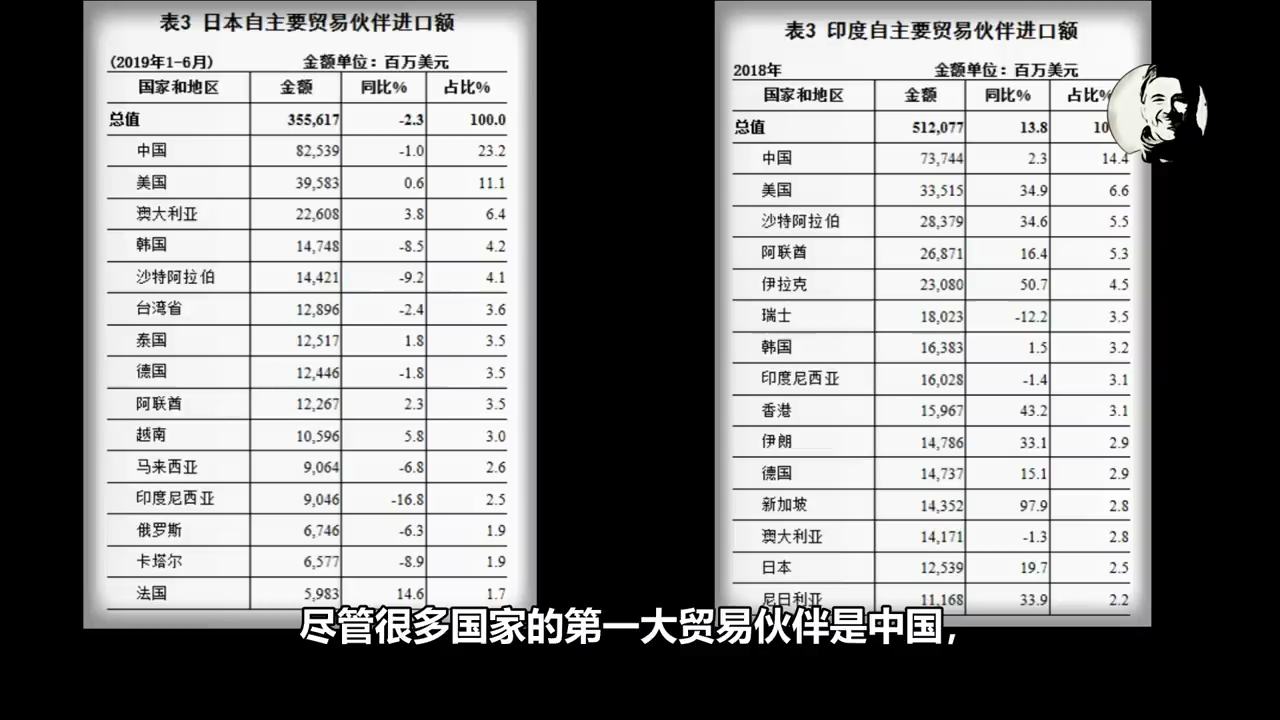 表3 日本自主要贸易伙伴进口额
(2019年1-6月) 金额单位：百万美元
国家和地区 金额 同比% 占比%
总值 355,617 -2.3 100.0
中国 82,539 -1.0 23.2
美国 39,583 0.6 11.1
澳大利亚 22,608 3.8 6.4
韩国 14,748 -8.5 4.2
沙特阿拉伯 14,421 -9.2 4.1
台湾省 12,896 -2.4 3.6
泰国 12,517 1.8 3.5
德国 12,446 -1.8 3.5
阿联酋 12,267 2.3 3.5
越南 10,596 5.8 3.0
马来西亚 9,064 -6.8 2.6
印度尼西亚 9,046 -16.8 2.5
俄罗斯 6,746 -6.3 1.9
卡塔尔 6,577 -8.9 1.9
法国 5,983 14.6 1.7
表3 印度自主要贸易伙伴进口额
2018年 金额单位：百万美元
国家和地区 金额 同比% 占比%
总值 512,077 13.8 10
中国 73,744 2.3 14.4
美国 33,515 34.9 6.6
沙特阿拉伯 28,379 34.6 5.5
阿联酋 26,871 16.4 5.3
伊拉克 23,080 50.7 4.5
瑞士 18,023 -12.2 3.5
韩国 16,383 1.5 3.2
印度尼西亚 16,028 -1.4 3.1
香港 15,967 43.2 3.1
伊朗 14,786 33.1 2.9
德国 14,737 15.1 2.9
新加坡 14,352 97.9 2.8
澳大利亚 14,171 -1.3 2.8
日本 12,539 19.7 2.5
尼日利亚 11,168 33.9 2.2
尽管很多国家的第一大贸易伙伴是中国，